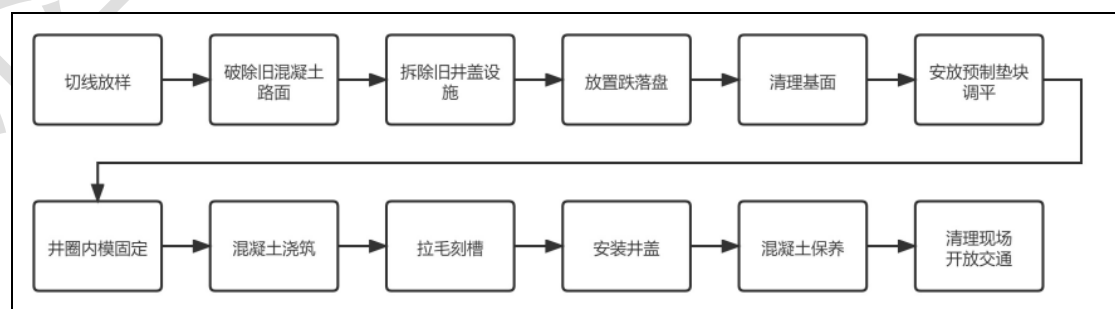 切线放样
破除旧混凝土
路面
拆除旧井盖设
施
放置跌落盘
清理基面
安放预制垫块
调平
井圈内模固定
混凝土浇筑
拉毛刻槽
安装井盖
混凝土保养
清理现场
开放交通